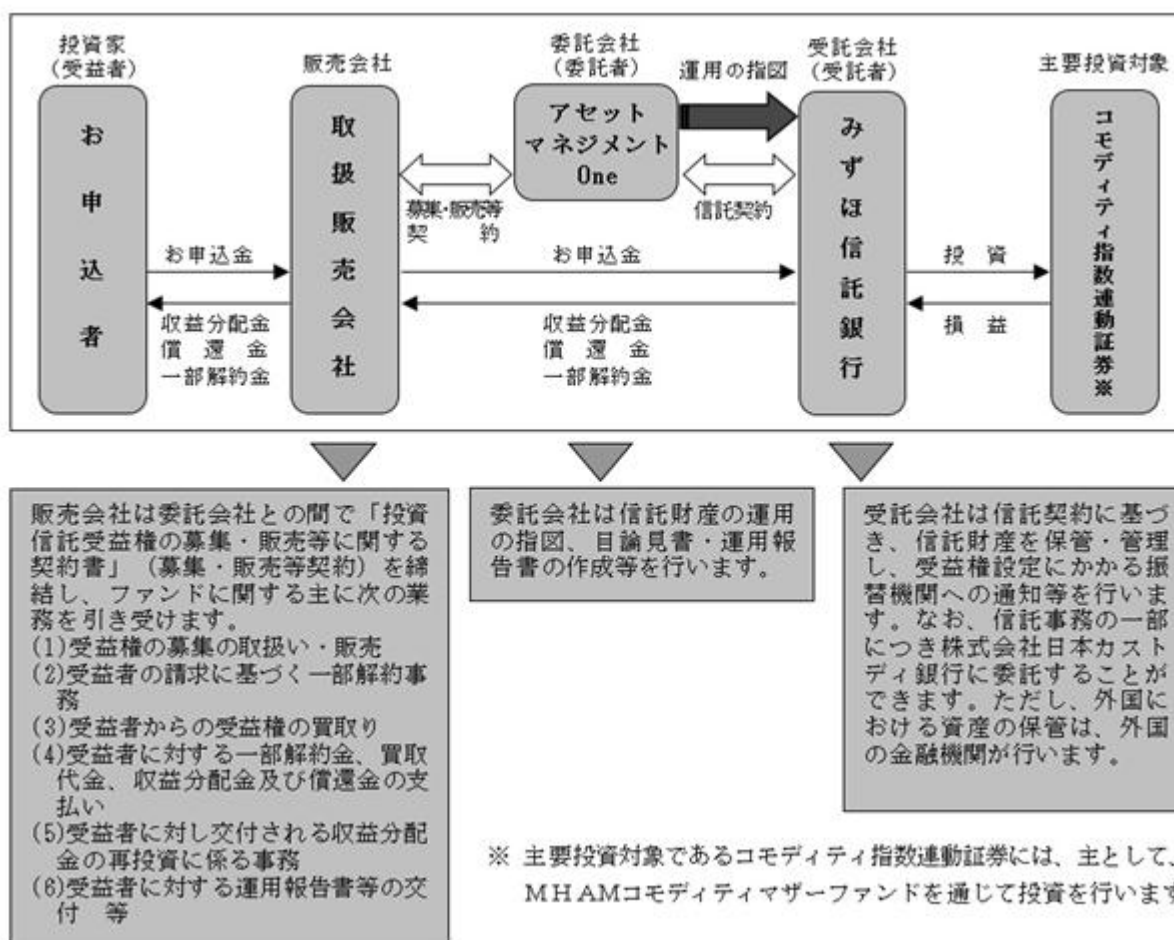 投資家
(受益者)
販売会社
委託会社
(委託者)
運用の指図
受託会社
(受託者)
主要投資対象
お申込者
取扱販売会社
アセット
マネジメント
One
みずほ信託銀行
コモディティ指数連動証券※
募集・販売等
契　約
信託契約
お申込金
お申込金
投　資
収益分配金
償　還　金
一部解約金
収益分配金
償　還　金
一部解約金
損　益
販売会社は委託会社との間で「投資
信託受益権の募集・販売等に関する
契約書」（募集・販売等契約）を締
結し、ファンドに関する主に次の業
務を引き受けます。
(1)受益権の募集の取扱い・販売
(2)受益者の請求に基づく一部解約事
務
(3)受益者からの受益権の買取り
(4)受益者に対する一部解約金、買取
代金、収益分配金及び償還金の支
払い
(5)受益者に対し交付される収益分配
金の再投資に係る事務
(6)受益者に対する運用報告書等の交
付　等
委託会社は信託財産の運用
の指図、目論見書・運用報
告書の作成等を行います。
受託会社は信託契約に基づ
き、信託財産を保管・管理
し、受益権設定にかかる振
替機関への通知等を行いま
す。なお、信託事務の一部
につき株式会社日本カスト
ディ銀行に委託することが
できます。ただし、外国に
おける資産の保管は、外国
の金融機関が行います。
※ 主要投資対象であるコモディティ指数連動証券には、主として、
ＭＨＡＭコモディティマザーファンドを通じて投資を行います